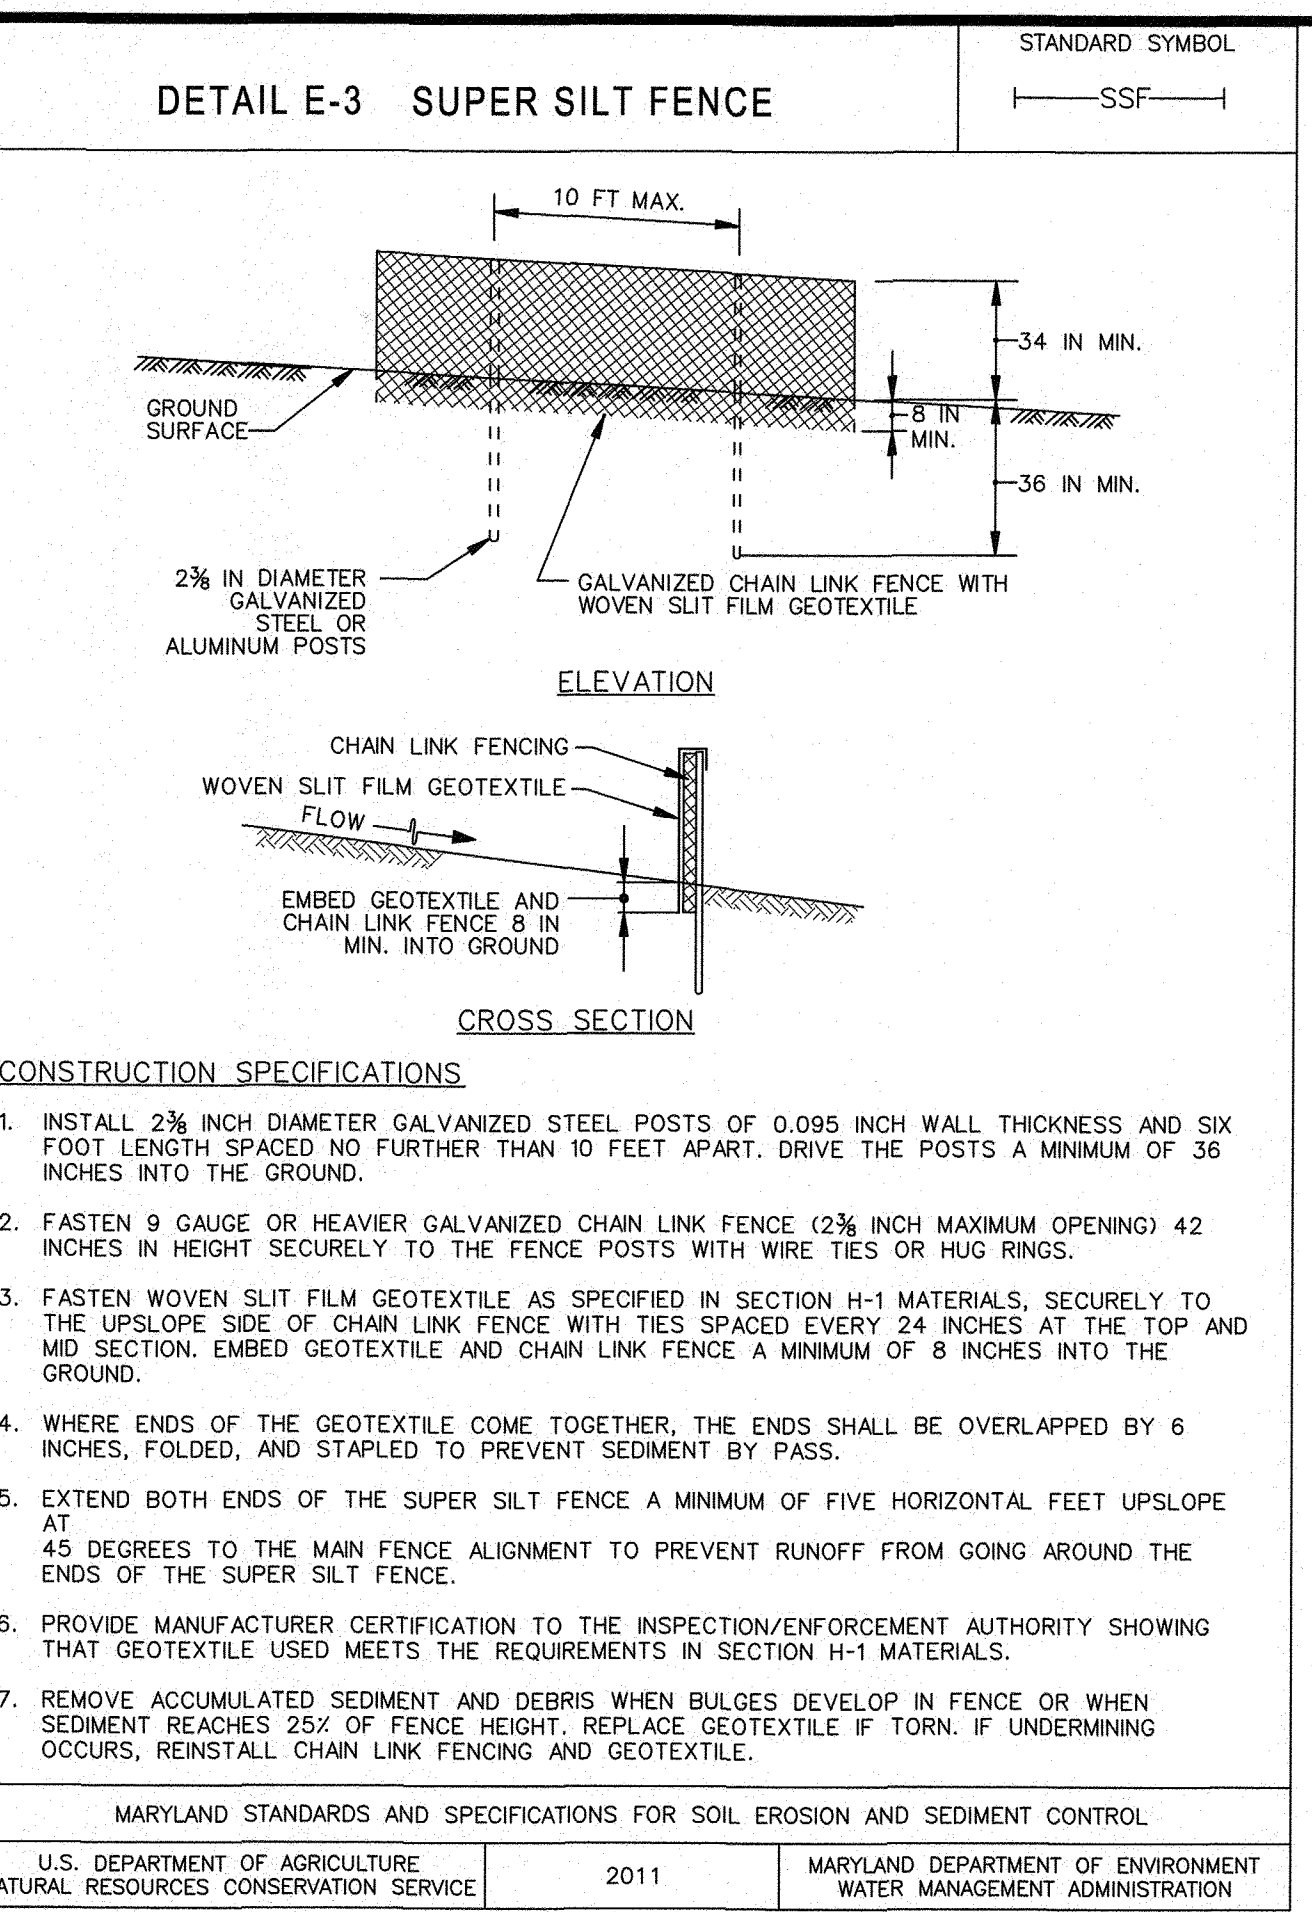 STANDARD SYMBOL
DETAIL E-3 SUPER SILT FENCE
SSF
10 FT MAX.
34 IN MIN.
GROUND
SURFACE
8 IN
MIN.
36 IN MIN.
2⅜ IN DIAMETER
GALVANIZED
STEEL OR
ALUMINUM POSTS
GALVANIZED CHAIN LINK FENCE WITH
WOVEN SLIT FILM GEOTEXTILE
ELEVATION
CHAIN LINK FENCING
WOVEN SLIT FILM GEOTEXTILE
FLOW
EMBED GEOTEXTILE AND
CHAIN LINK FENCE 8 IN
MIN. INTO GROUND
CROSS SECTION
CONSTRUCTION SPECIFICATIONS
1. INSTALL 2⅜ INCH DIAMETER GALVANIZED STEEL POSTS OF 0.095 INCH WALL THICKNESS AND SIX
FOOT LENGTH SPACED NO FURTHER THAN 10 FEET APART. DRIVE THE POSTS A MINIMUM OF 36
INCHES INTO THE GROUND.
2. FASTEN 9 GAUGE OR HEAVIER GALVANIZED CHAIN LINK FENCE (2⅜ INCH MAXIMUM OPENING) 42
INCHES IN HEIGHT SECURELY TO THE FENCE POSTS WITH WIRE TIES OR HUG RINGS.
3. FASTEN WOVEN SLIT FILM GEOTEXTILE AS SPECIFIED IN SECTION H-1 MATERIALS, SECURELY TO
THE UPSLOPE SIDE OF CHAIN LINK FENCE WITH TIES SPACED EVERY 24 INCHES AT THE TOP AND
MID SECTION. EMBED GEOTEXTILE AND CHAIN LINK FENCE A MINIMUM OF 8 INCHES INTO THE
GROUND.
4. WHERE ENDS OF THE GEOTEXTILE COME TOGETHER, THE ENDS SHALL BE OVERLAPPED BY 6
INCHES, FOLDED, AND STAPLED TO PREVENT SEDIMENT BY PASS.
5. EXTEND BOTH ENDS OF THE SUPER SILT FENCE A MINIMUM OF FIVE HORIZONTAL FEET UPSLOPE
AT
45 DEGREES TO THE MAIN FENCE ALIGNMENT TO PREVENT RUNOFF FROM GOING AROUND THE
ENDS OF THE SUPER SILT FENCE.
6. PROVIDE MANUFACTURER CERTIFICATION TO THE INSPECTION/ENFORCEMENT AUTHORITY SHOWING
THAT GEOTEXTILE USED MEETS THE REQUIREMENTS IN SECTION H-1 MATERIALS.
7. REMOVE ACCUMULATED SEDIMENT AND DEBRIS WHEN BULGES DEVELOP IN FENCE OR WHEN
SEDIMENT REACHES 25% OF FENCE HEIGHT. REPLACE GEOTEXTILE IF TORN. IF UNDERMINING
OCCURS, REINSTALL CHAIN LINK FENCING AND GEOTEXTILE.
MARYLAND STANDARDS AND SPECIFICATIONS FOR SOIL EROSION AND SEDIMENT CONTROL
U.S. DEPARTMENT OF AGRICULTURE
ATURAL RESOURCES CONSERVATION SERVICE
2011
MARYLAND DEPARTMENT OF ENVIRONMENT
WATER MANAGEMENT ADMINISTRATION